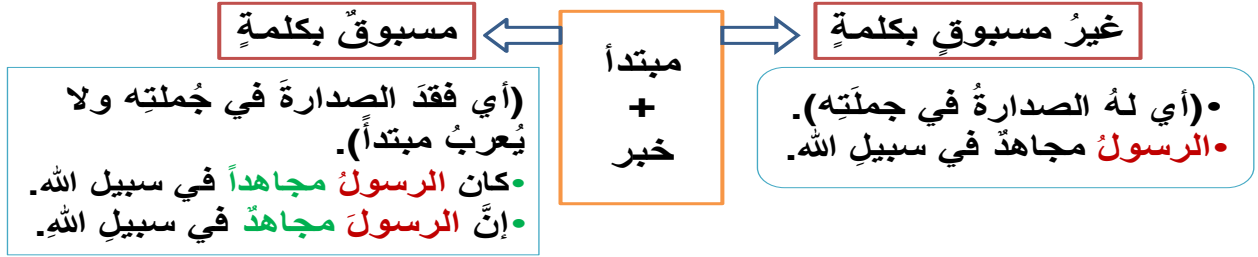 غيرُ مسبوقٍ بكلمةٍ
•(أي لهُ الصدارةُ في جملَتِه).
•الرسولُ مجاهدٌ في سبيلِ الله.
مبتدأ
+
خبر
مسبوقٌ بكلمةٍ
(أي فقدَ الصدارةَ في جُملتِه ولا
يُعربُ مبتدأً).
•كان الرسولُ مجاهداً في سبيل الله.
•إنَّ الرسولَ مجاهدٌ في سبيلِ اللهِ.